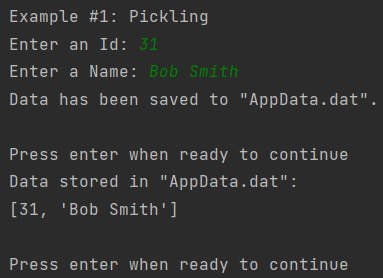 Example #1: Pickling
Enter an Id: 31
Enter a Name: Bob Smith
Data has been saved to "AppData.dat".
Press enter when ready to continue
Data stored in "AppData.dat":
[31, 'Bob Smith']
Press enter when ready to continue